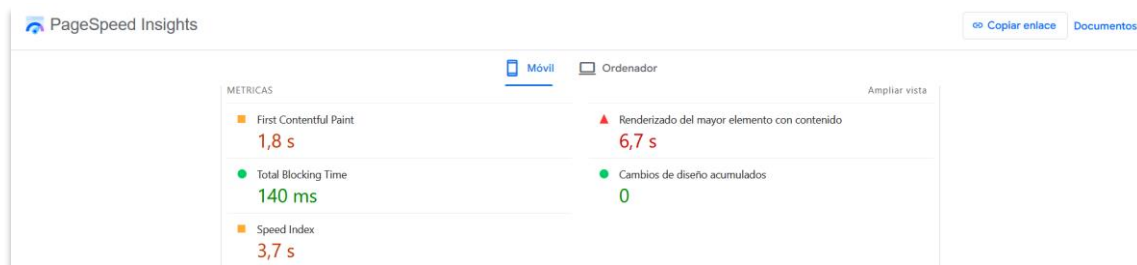 PageSpeed Insights
Copiar enlace
Documentos
Móvil
Ordenador
METRICAS
Ampliar vista
First Contentful Paint
1,8 s
Renderizado del mayor elemento con contenido
6,7 s
Total Blocking Time
140 ms
Cambios de diseño acumulados
0
Speed Index
3,7 s